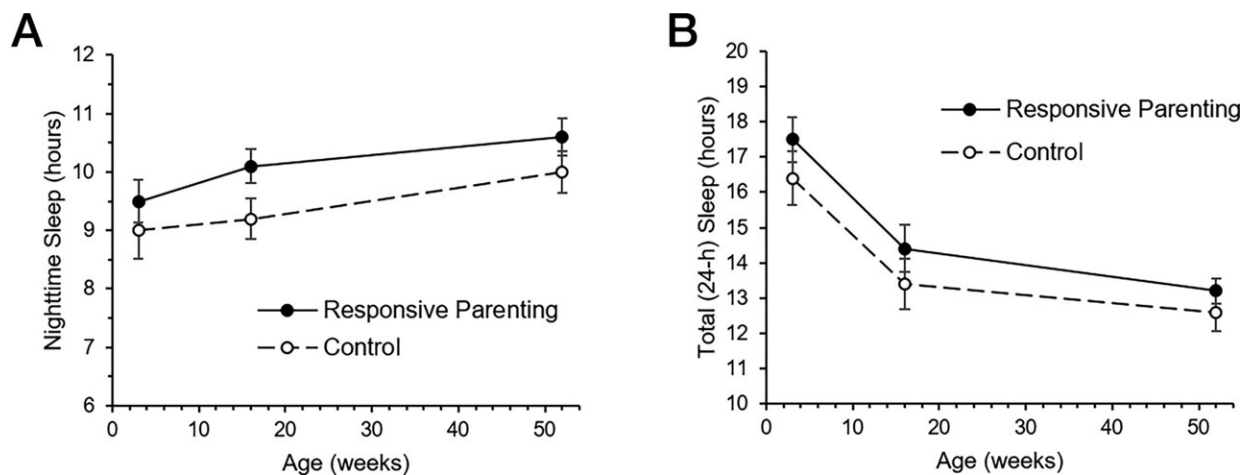 A
12
11
10
9
8
7
6
Nighttime Sleep (hours)
Responsive Parenting
Control
0 10 20 30 40 50
Age (weeks)
B
20
19
18
17
16
15
14
13
12
11
10
Total (24-h) Sleep (hours)
Responsive Parenting
Control
0 10 20 30 40 50
Age (weeks)